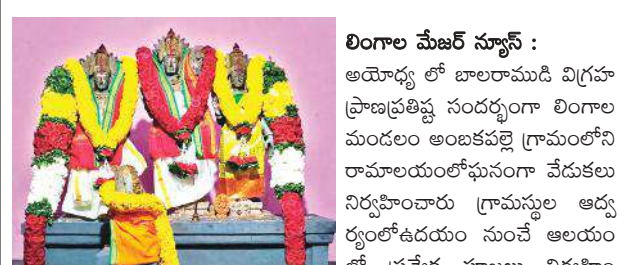 లింగాల మేజర్ న్యూస్ :
అయోధ్య లో బాలరాముడి విగ్రహ
ప్రాణప్రతిష్ట సందర్భంగా లింగాల
మండలం అంబకపల్లె గ్రామంలోని
రామాలయంలోఘనంగా వేడుకలు
నిర్వహించారు గ్రామస్థుల ఆధ్వ
ర్యంలోఉదయం నుంచే ఆలయం